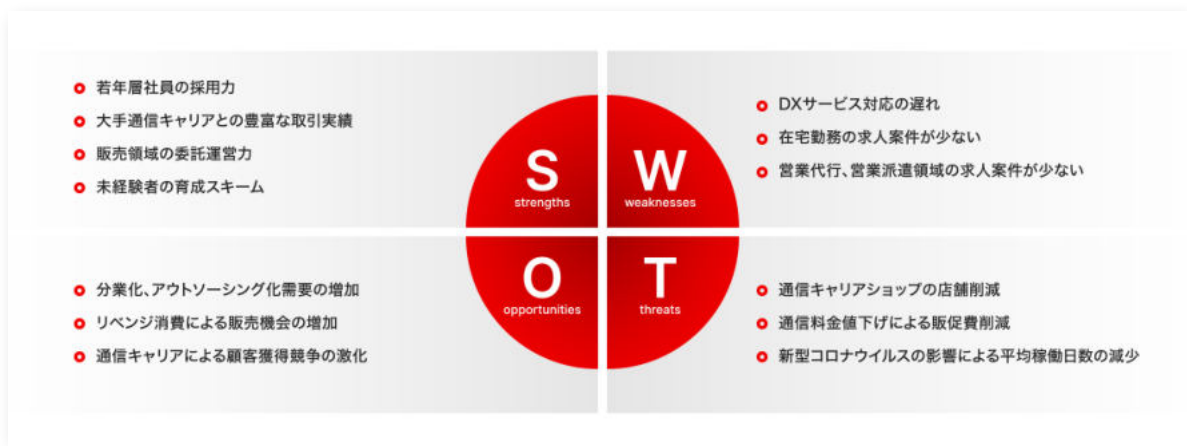 若年層社員の採用力
大手通信キャリアとの豊富な取引実績
販売領域の委託運営力
未経験者の育成スキーム
S
strengths
W
weaknesses
DXサービス対応の遅れ
在宅勤務の求人案件が少ない
営業代行、営業派遣領域の求人案件が少ない
分業化、アウトソーシング化需要の増加
リベンジ消費による販売機会の増加
通信キャリアによる顧客獲得競争の激化
O
opportunities
T
threats
通信キャリアショップの店舗削減
通信料金値下げによる販促費削減
新型コロナウイルスの影響による平均稼働日数の減少